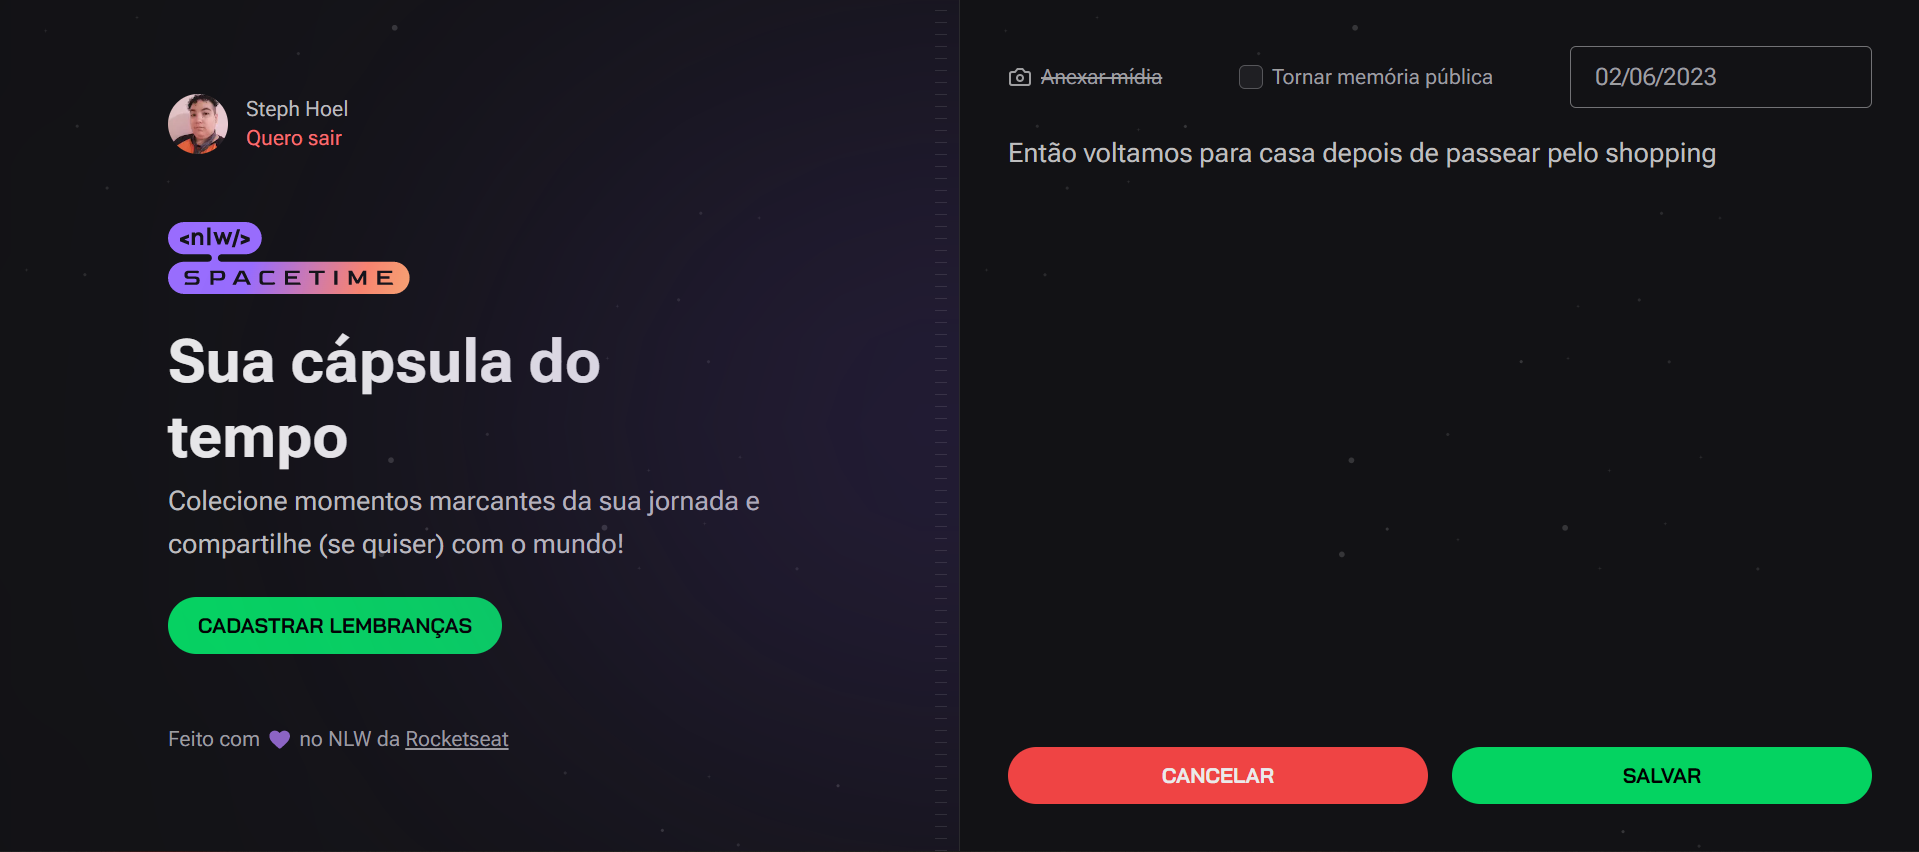 Steph Hoel
Quero sair
<nlw/>
SPACETIME
Sua cápsula do
tempo
Colecione momentos marcantes da sua jornada e
compartilhe (se quiser) com o mundo!
CADASTRAR LEMBRANÇAS
Feito com 💜 no NLW da Rocketseat
Anexar mídia
Tornar memória pública
02/06/2023
Então voltamos para casa depois de passear pelo shopping
CANCELAR
SALVAR